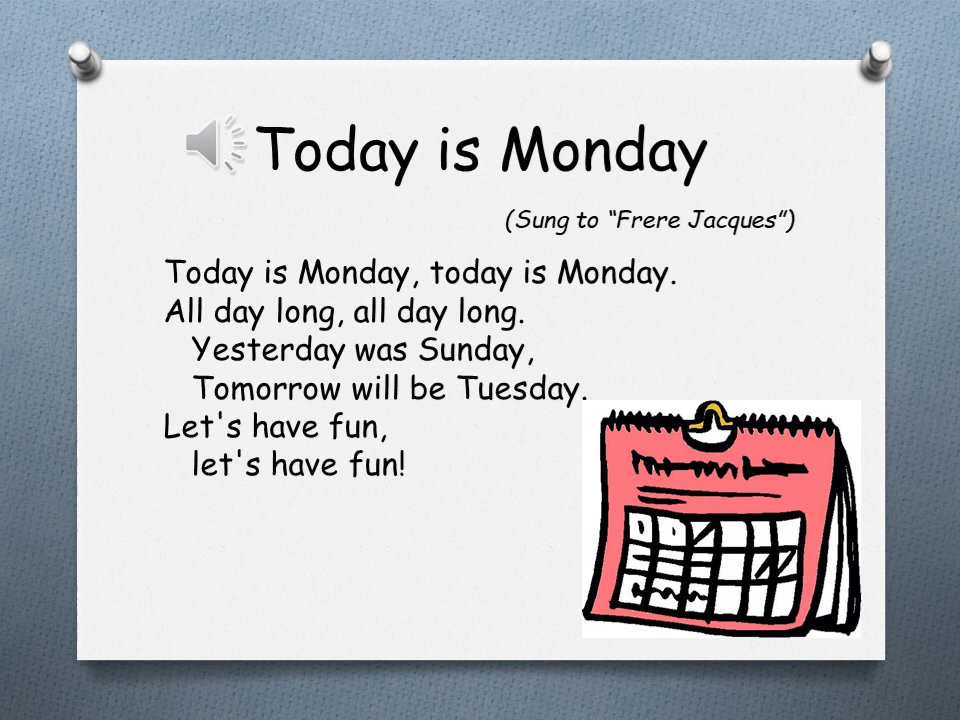 Today is Monday
(Sung to “Frere Jacques”)
Today is Monday, today is Monday.
All day long, all day long.
Yesterday was Sunday,
Tomorrow will be Tuesday.
Let's have fun,
let's have fun!